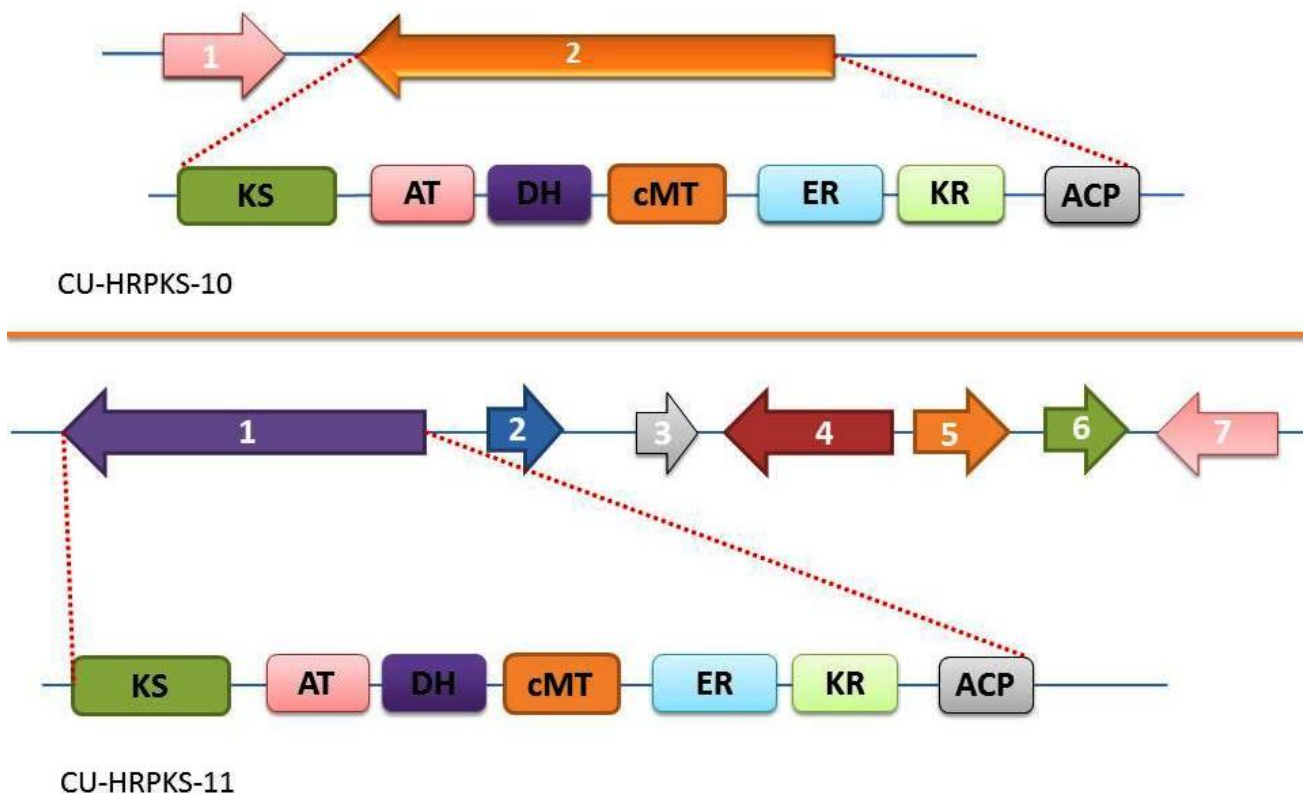 1 2
KS AT DH cMT ER KR ACP
CU-HRPKS-10
1 2 3 4 5 6 7
KS AT DH cMT ER KR ACP
CU-HRPKS-11